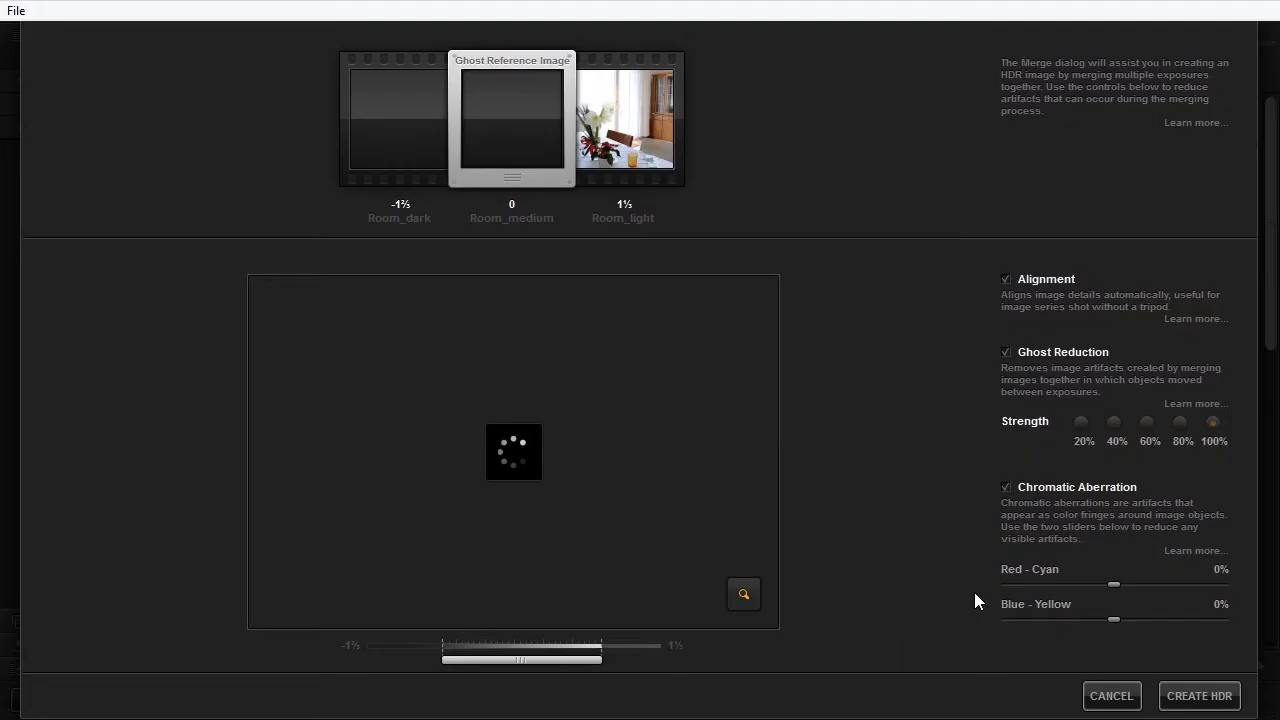 File
Ghost Reference Image
-1⅔
0
1⅓
Room_dark
Room_medium
Room_light
The Merge dialog will assist you in creating an
HDR image by merging multiple exposures
together. Use the controls below to reduce
artifacts that can occur during the merging
process.
Learn more...
Alignment
Aligns image details automatically, useful for
image series shot without a tripod.
Learn more...
Ghost Reduction
Removes image artifacts created by merging
images together in which objects moved
between exposures.
Learn more...
Strength
20% 40% 60% 80% 100%
Chromatic Aberration
Chromatic aberrations are artifacts that
appear as color fringes around image objects.
Use the two sliders below to reduce any
visible artifacts.
Learn more...
Red - Cyan 0%
Blue - Yellow 0%
-1⅔ 1⅓
CANCEL CREATE HDR